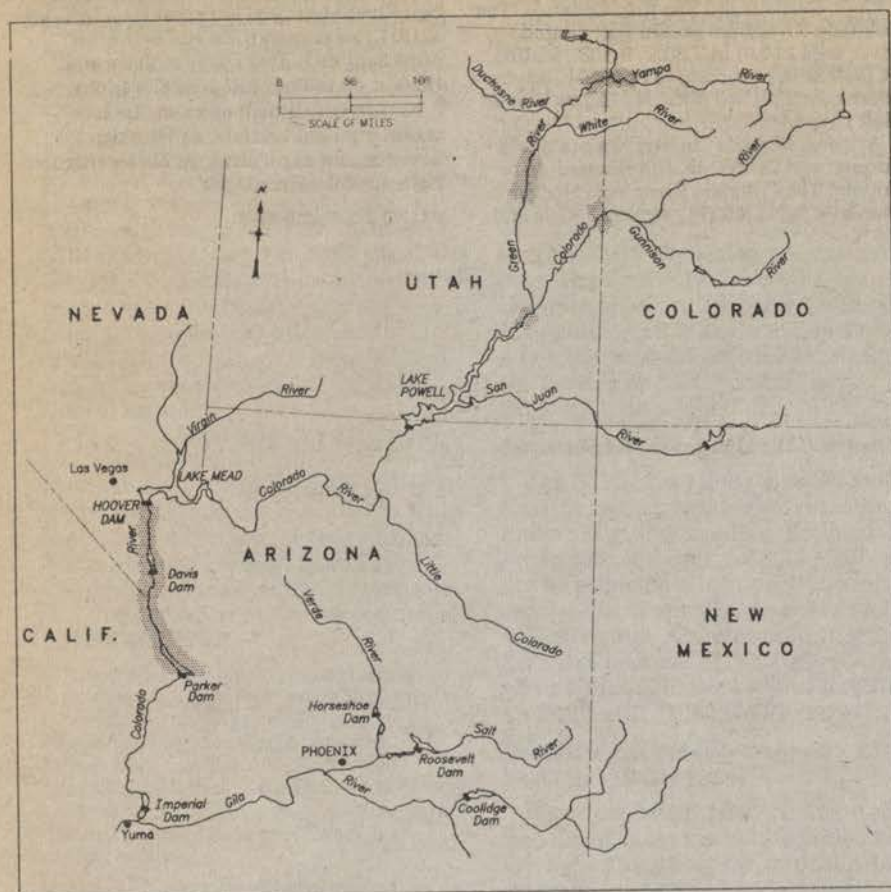 0 50 100
SCALE OF MILES
N
Duchesne River
Yampa River
White River
River
Green River
Colorado River
Gunnison River
UTAH
NEVADA
COLORADO
LAKE POWELL
San Juan River
Virgin River
Las Vegas
LAKE MEAD
HOOVER DAM
Colorado River
River
ARIZONA
Davis Dam
Little Colorado
Verde River
NEW MEXICO
CALIF.
Parker Dam
Colorado
Horseshoe Dam
Salt River
PHOENIX
Roosevelt Dam
Gila River
Imperial Dam
Coolidge Dam
Yuma